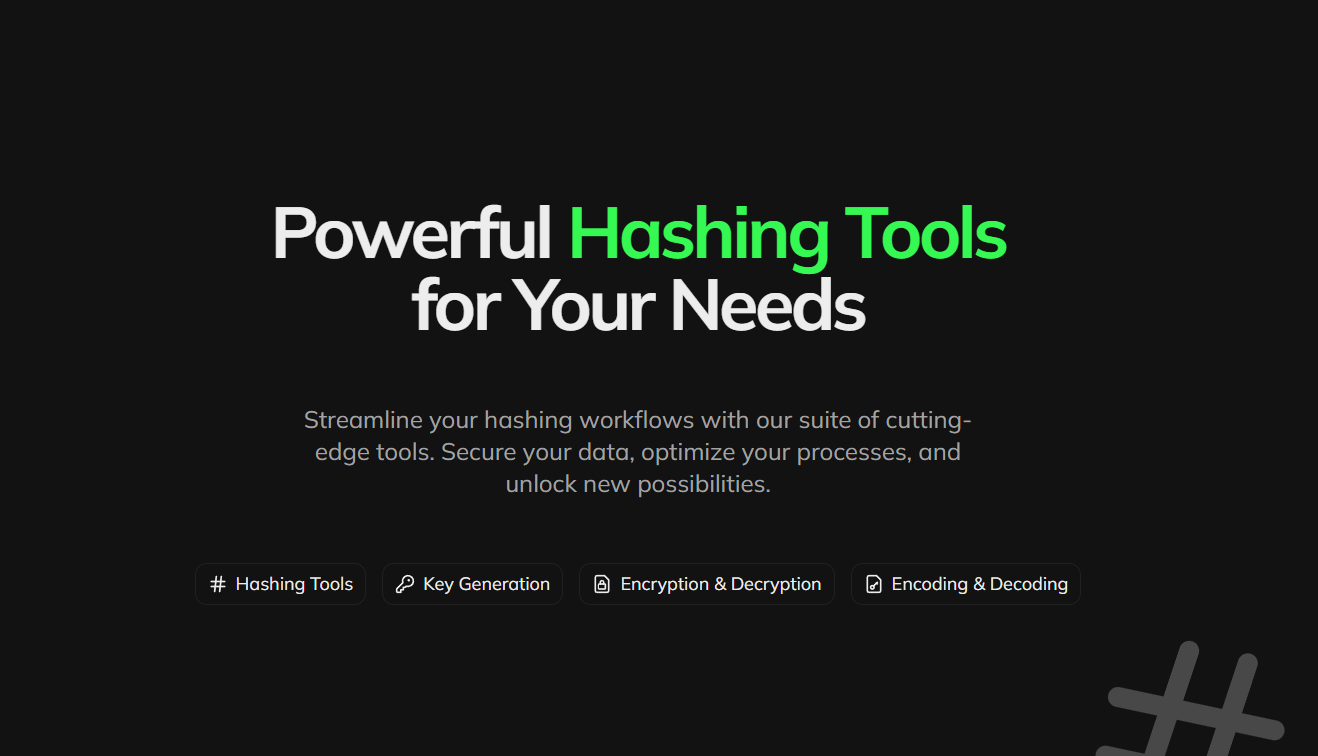 Powerful Hashing Tools
for Your Needs
Streamline your hashing workflows with our suite of cutting-
edge tools. Secure your data, optimize your processes, and
unlock new possibilities.
Hashing Tools
Key Generation
Encryption & Decryption
Encoding & Decoding